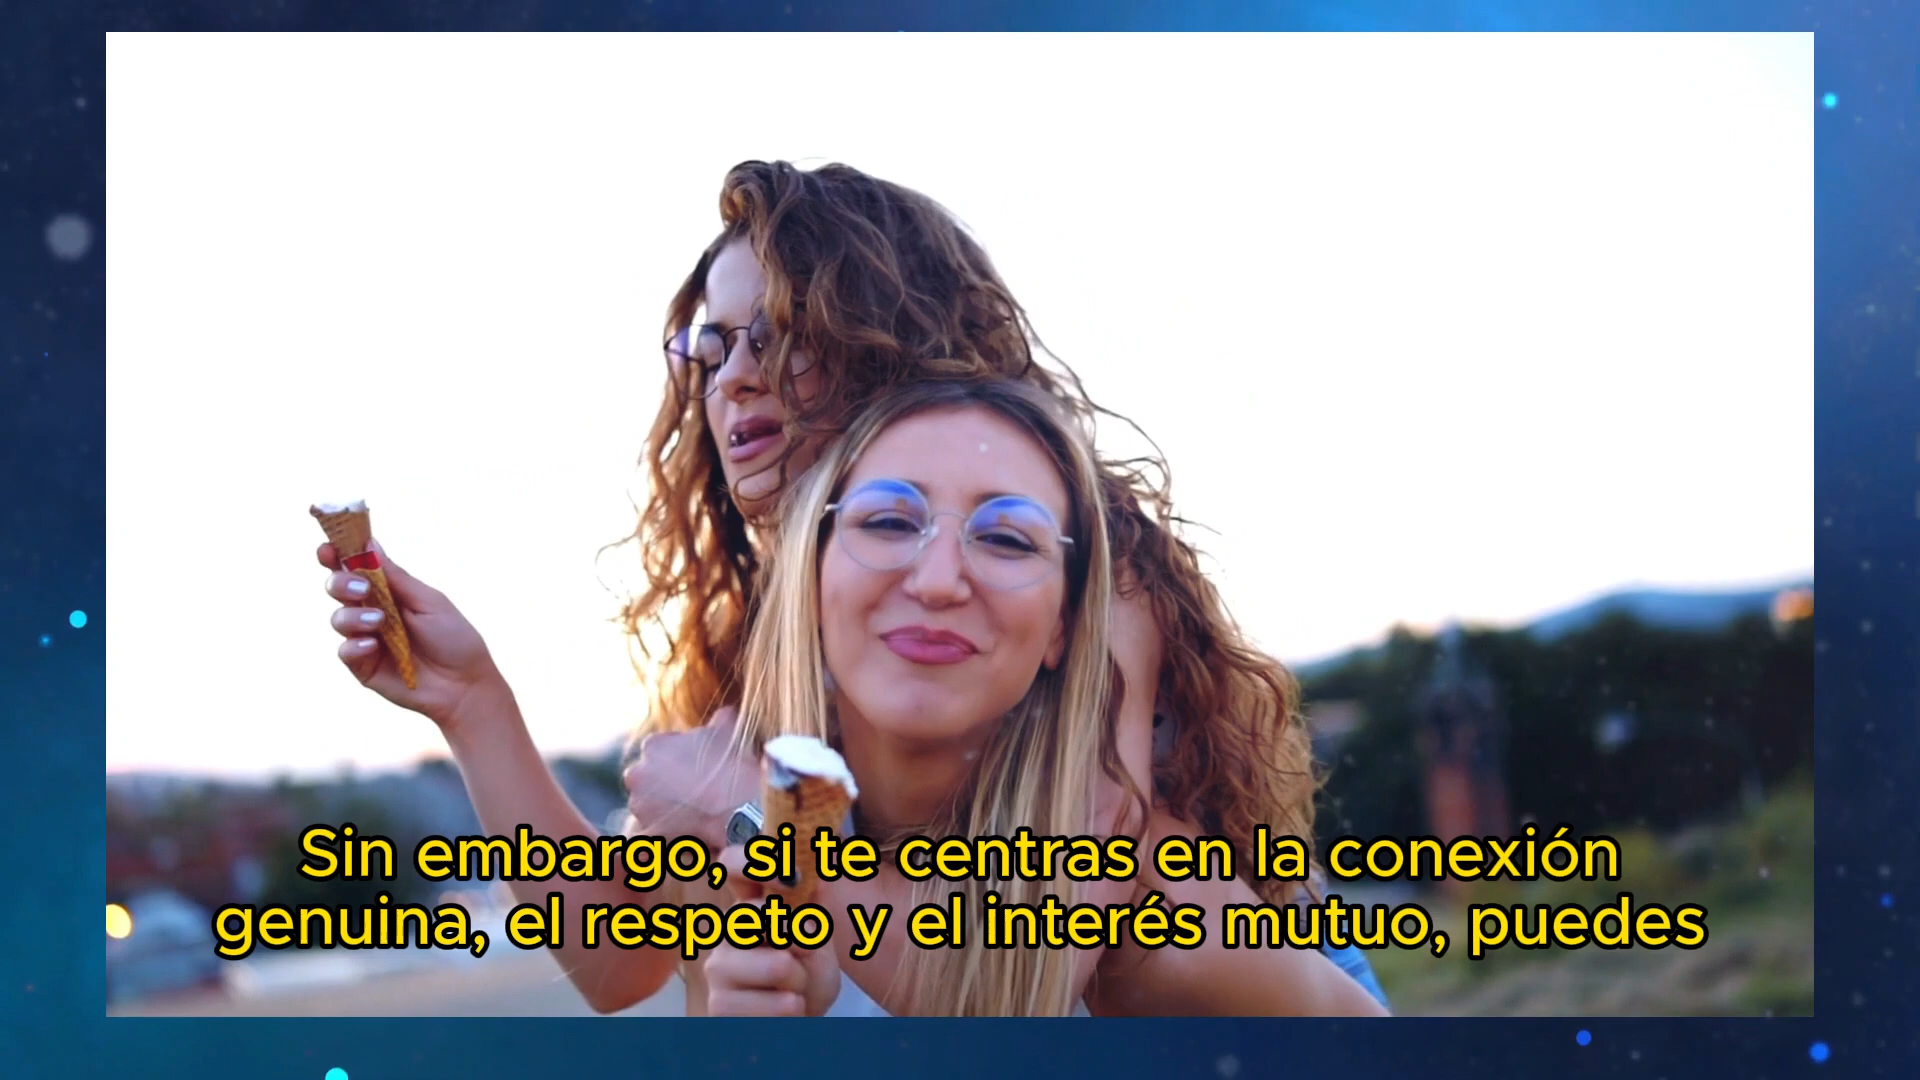 Sin embargo, si te centras en la conexión
genuina, el respeto y el interés mutuo, puedes